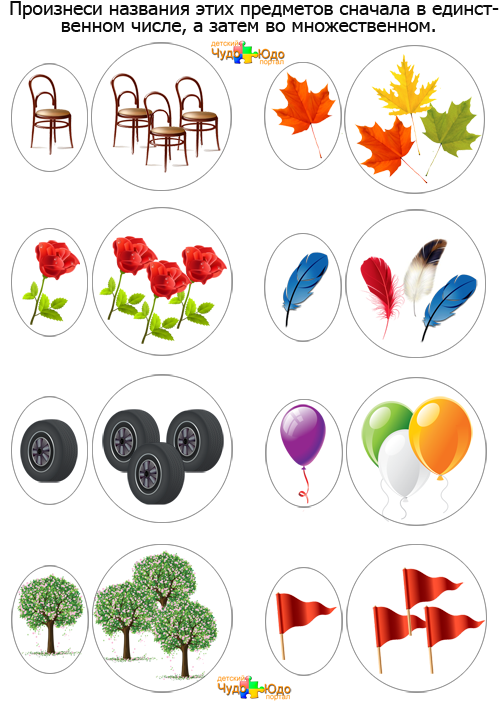 Произнеси названия этих предметов сначала в единст-
венном числе, а затем во множественном.
детский
Чудо Юдо
портал
детский
Чудо Юдо
портал